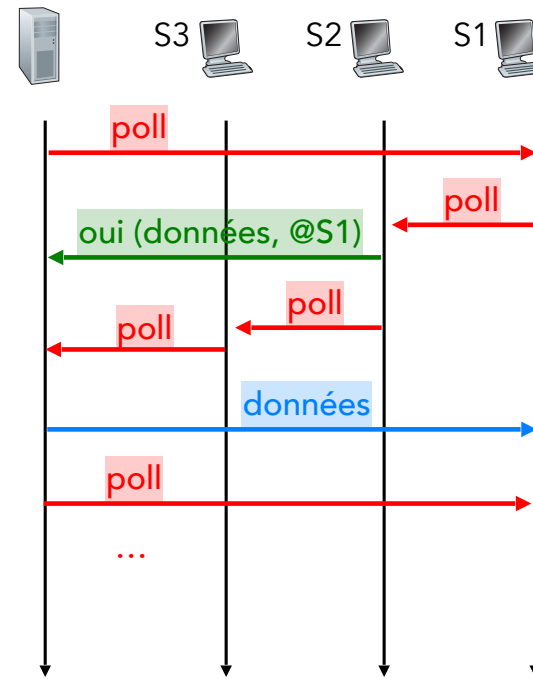 S3 S2 S1
poll
poll
oui (données, @S1)
poll
poll
données
poll
...